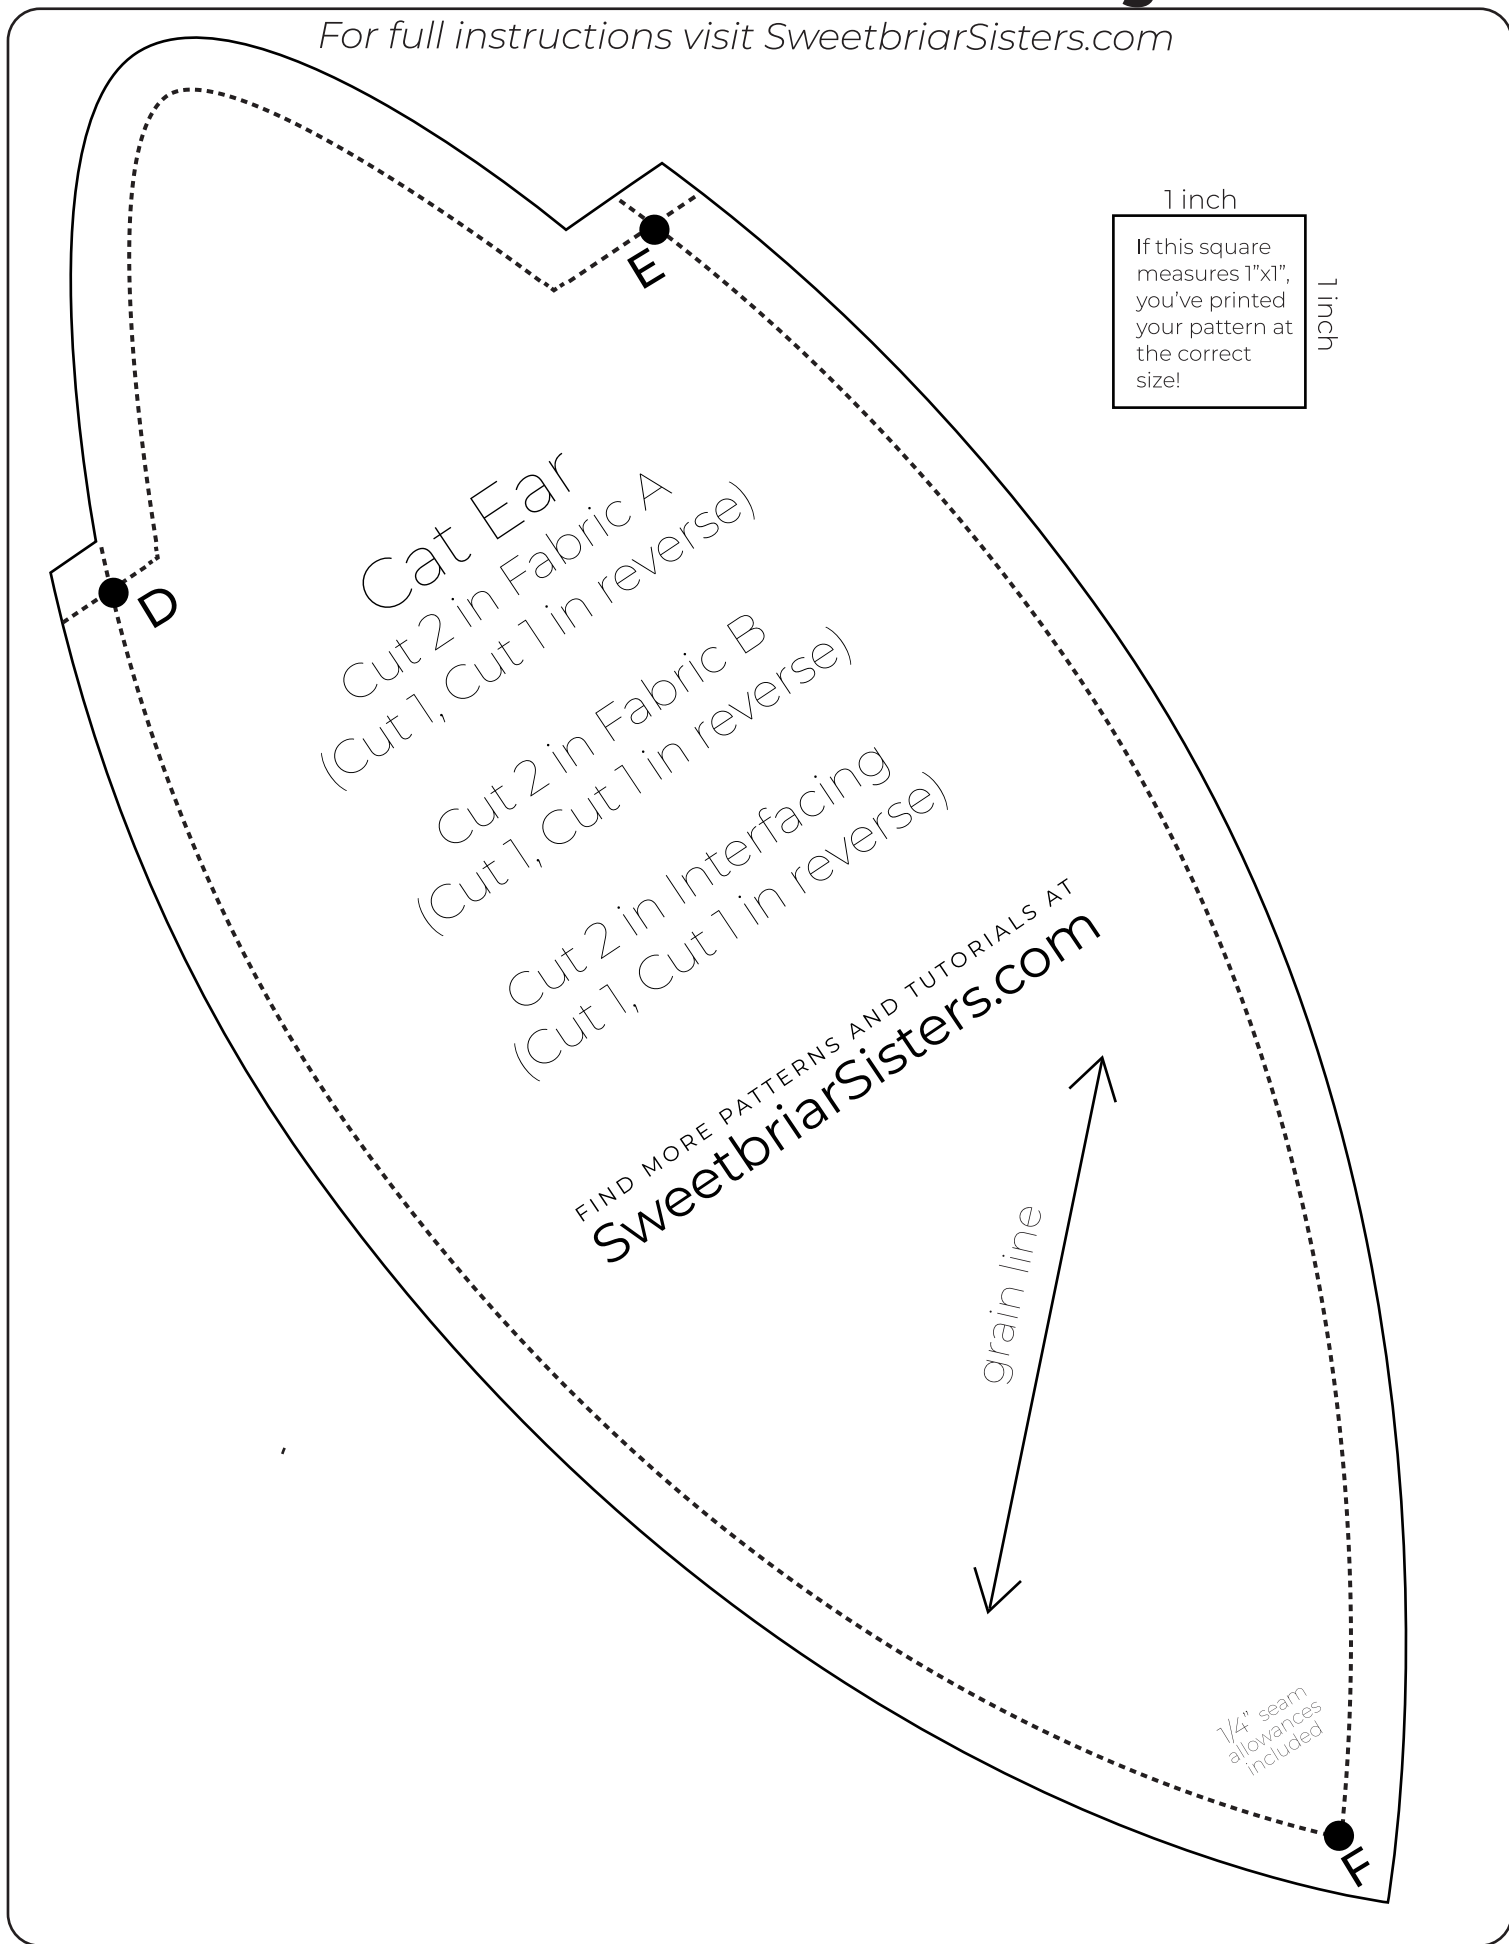 For full instructions visit SweetbriarSisters.com
1 inch
If this square
measures 1”x1”,
you’ve printed
your pattern at
the correct
size!
1 inch
E
D
Cat Ear
Cut 2 in Fabric A
(Cut 1, Cut 1 in reverse)
Cut 2 in Fabric B
(Cut 1, Cut 1 in reverse)
Cut 2 in Interfacing
(Cut 1, Cut 1 in reverse)
FIND MORE PATTERNS AND TUTORIALS AT
SweetbriarSisters.com
grain line
1/4” seam
allowances
included
F